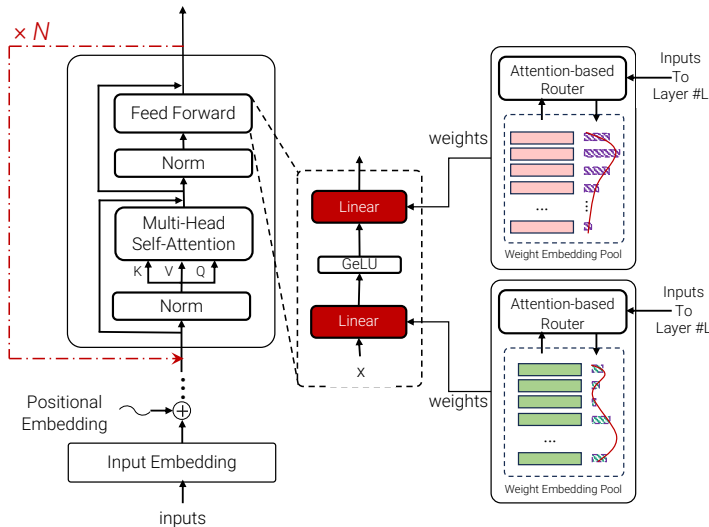 × N
Feed Forward
Norm
Multi-Head
Self-Attention
K
V
Q
Norm
Positional
Embedding
Input Embedding
inputs
Linear
GeLU
Linear
x
weights
weights
Attention-based
Router
...
...
Weight Embedding Pool
Inputs
To
Layer #L
Attention-based
Router
...
Weight Embedding Pool
Inputs
To
Layer #L